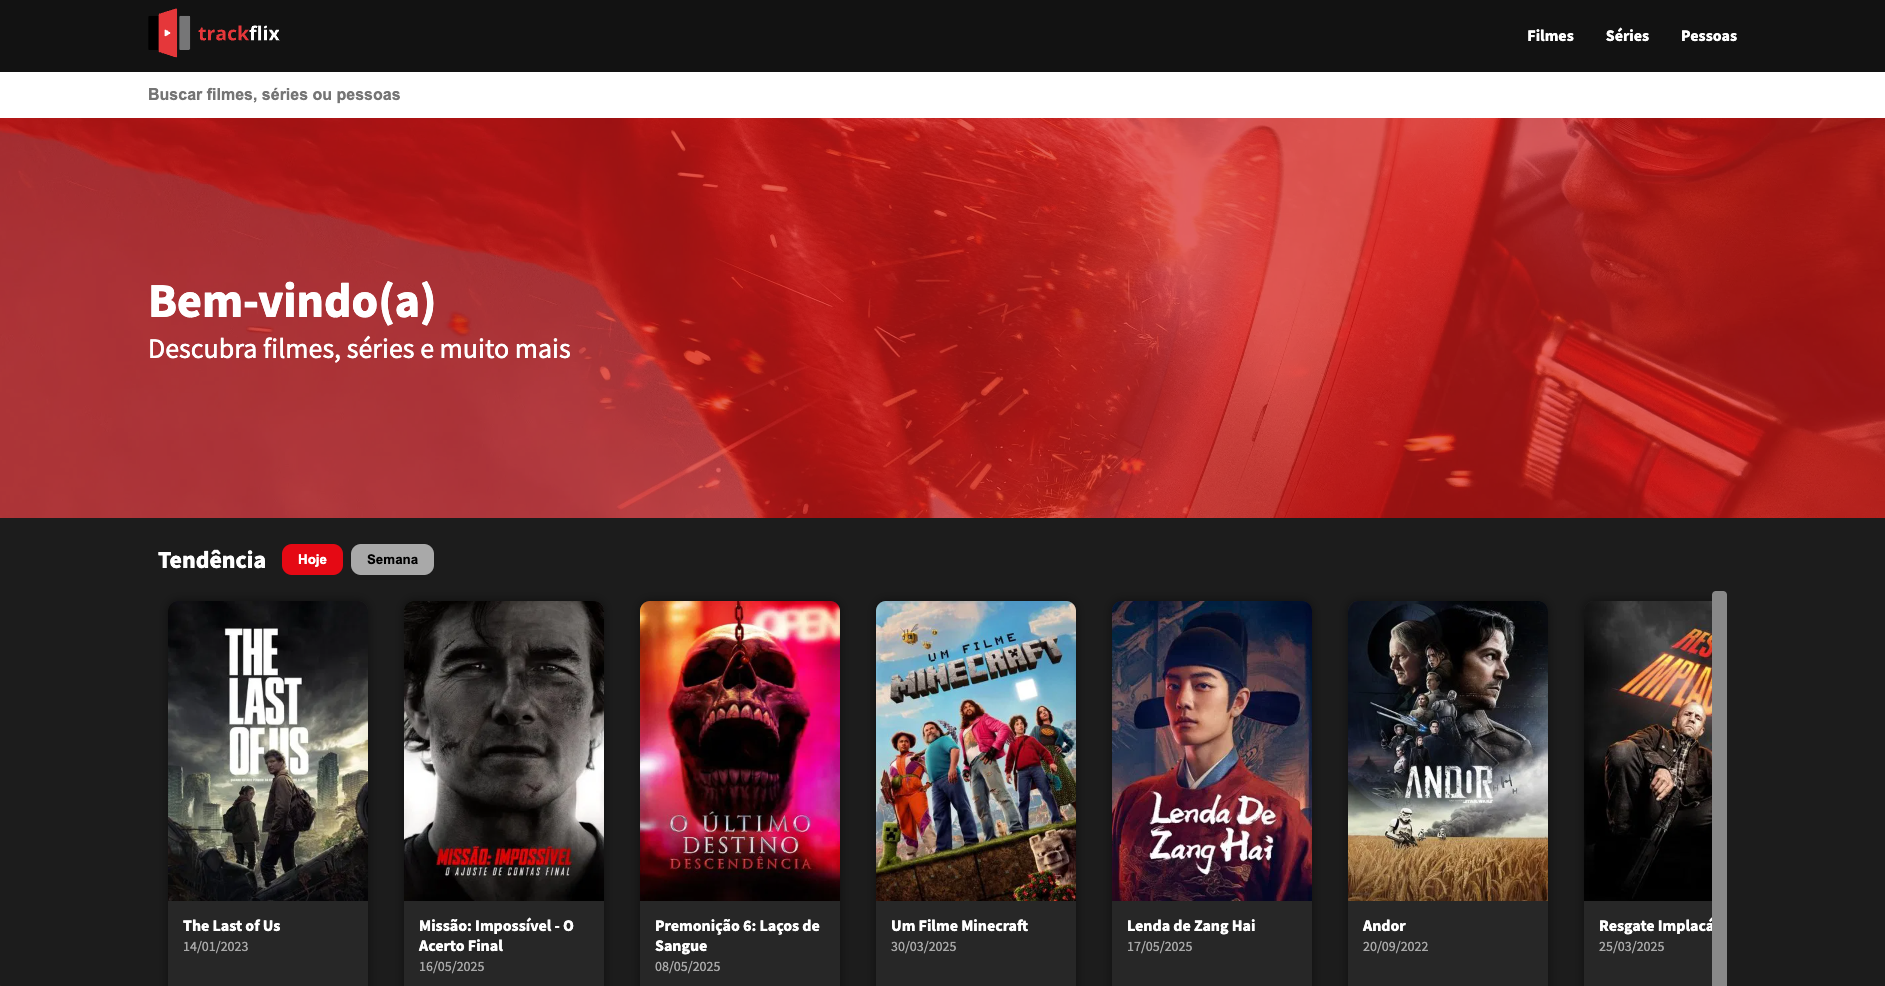 trackflix
Filmes Séries Pessoas
Buscar filmes, séries ou pessoas
Bem-vindo(a)
Descubra filmes, séries e muito mais
Tendência Hoje Semana
THE
LAST
OF US
MISSÃO: IMPOSSÍVEL
O AJUSTE DE CONTAS FINAL
OPEN
O ÚLTIMO
DESTINO
DESCENDÊNCIA
UM FILME
MINECRAFT
Lenda De
Zang Hai
ANDOR
RES
IMPLAC
The Last of Us
14/01/2023
Missão: Impossível - O
Acerto Final
16/05/2025
Premonição 6: Laços de
Sangue
08/05/2025
Um Filme Minecraft
30/03/2025
Lenda de Zang Hai
17/05/2025
Andor
20/09/2022
Resgate Implacá
25/03/2025